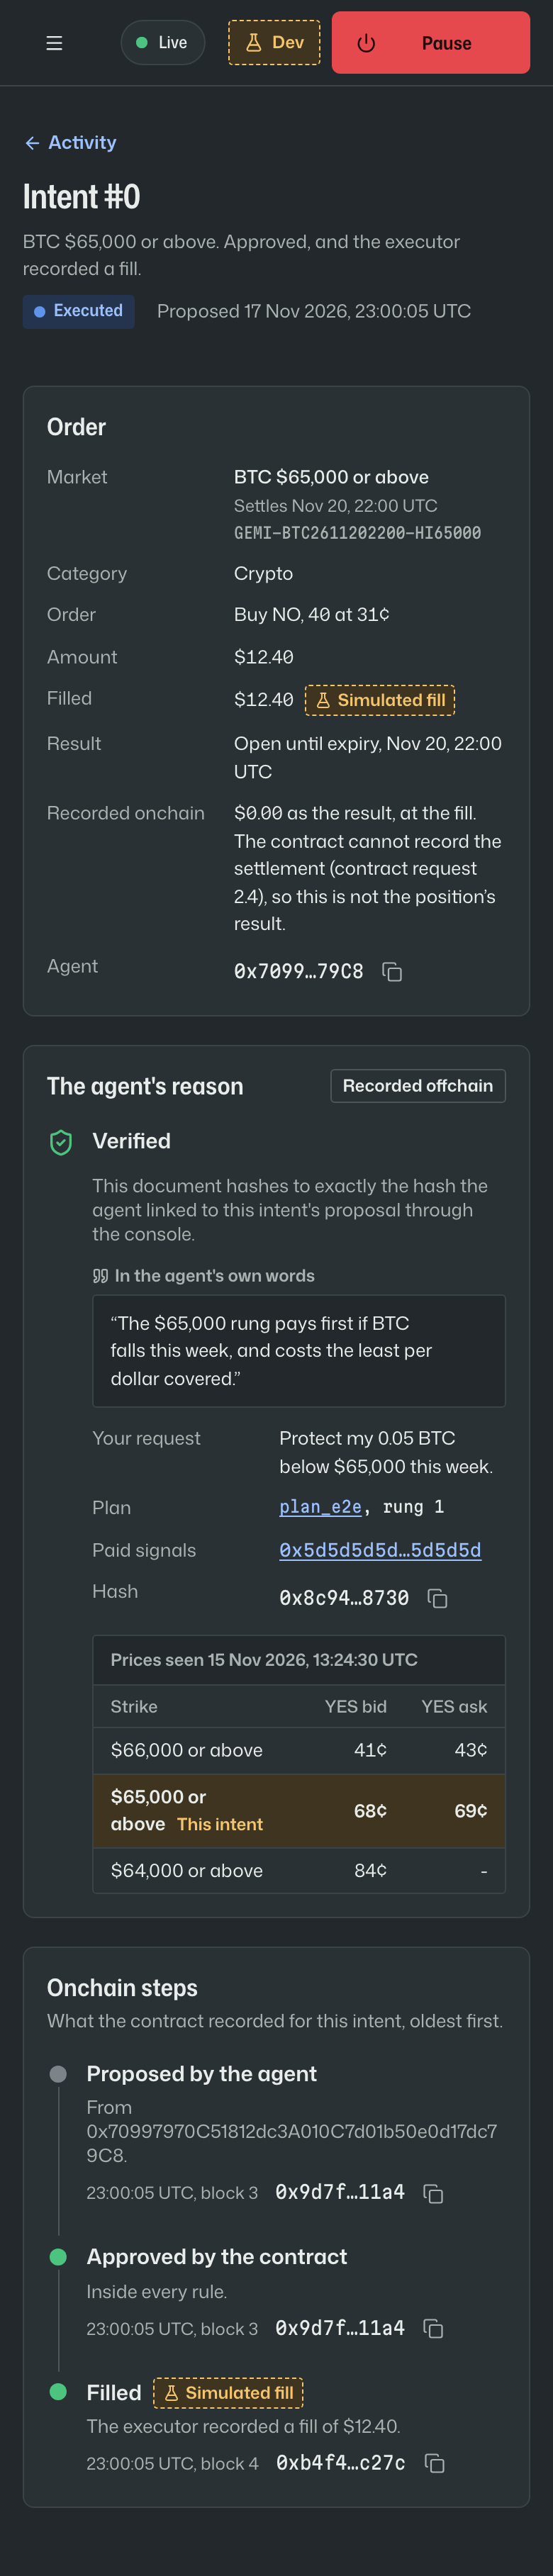 Live
Dev
Pause
Activity
Intent #0
BTC $65,000 or above. Approved, and the executor
recorded a fill.
Executed
Proposed 17 Nov 2026, 23:00:05 UTC
Order
Market
BTC $65,000 or above
Settles Nov 20, 22:00 UTC
GEMI-BTC2611202200-HI65000
Category
Crypto
Order
Buy NO, 40 at 31¢
Amount
$12.40
Filled
$12.40
Simulated fill
Result
Open until expiry, Nov 20, 22:00
UTC
Recorded onchain
$0.00 as the result, at the fill.
The contract cannot record the
settlement (contract request
2.4), so this is not the position’s
result.
Agent
0x7099…79C8
The agent's reason
Recorded offchain
Verified
This document hashes to exactly the hash the
agent linked to this intent's proposal through
the console.
In the agent's own words
“The $65,000 rung pays first if BTC
falls this week, and costs the least per
dollar covered.”
Your request
Protect my 0.05 BTC
below $65,000 this week.
Plan
plan_e2e, rung 1
Paid signals
0x5d5d5d5d…5d5d5d
Hash
0x8c94…8730
Prices seen 15 Nov 2026, 13:24:30 UTC
Strike YES bid YES ask
$66,000 or above 41¢ 43¢
$65,000 or
above This intent 68¢ 69¢
$64,000 or above 84¢ -
Onchain steps
What the contract recorded for this intent, oldest first.
Proposed by the agent
From
0x70997970C51812dc3A010C7d01b50e0d17dc7
9C8.
23:00:05 UTC, block 3 0x9d7f…11a4
Approved by the contract
Inside every rule.
23:00:05 UTC, block 3 0x9d7f…11a4
Filled
Simulated fill
The executor recorded a fill of $12.40.
23:00:05 UTC, block 4 0xb4f4…c27c